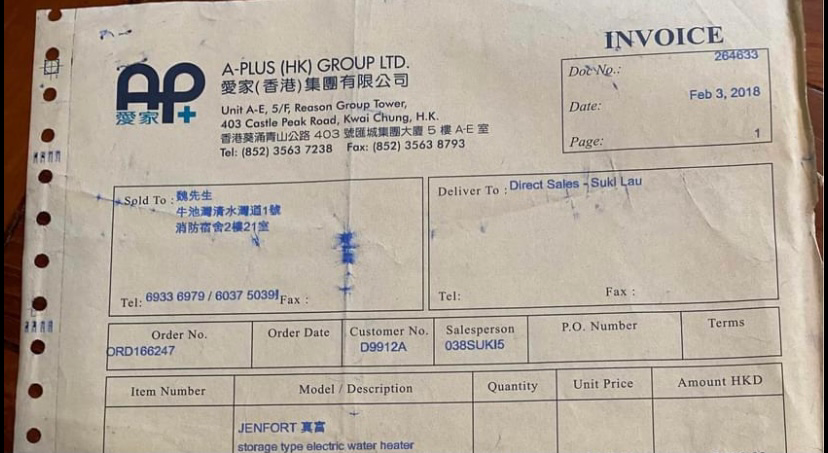 AP+
愛家
A-PLUS (HK) GROUP LTD.
愛家(香港)集團有限公司
Unit A-E, 5/F, Reason Group Tower,
403 Castle Peak Road, Kwai Chung, H.K.
香港葵涌青山公路 403 號匯城集團大廈 5 樓 A-E 室
Tel: (852) 3563 7238 Fax: (852) 3563 8793
INVOICE
Doc No.: 264633
Date: Feb 3, 2018
Page: 1
Sold To : 魏先生
牛池灣清水灣道1號
消防宿舍2樓21室
Tel: 6933 6979 / 6037 5039 Fax :
Deliver To : Direct Sales - Suki Lau
Tel: Fax :
Order No. Order Date Customer No. Salesperson P.O. Number Terms
ORD166247 D9912A 038SUKI5
Item Number Model / Description Quantity Unit Price Amount HKD
JENFORT 真富
storage type electric water heater